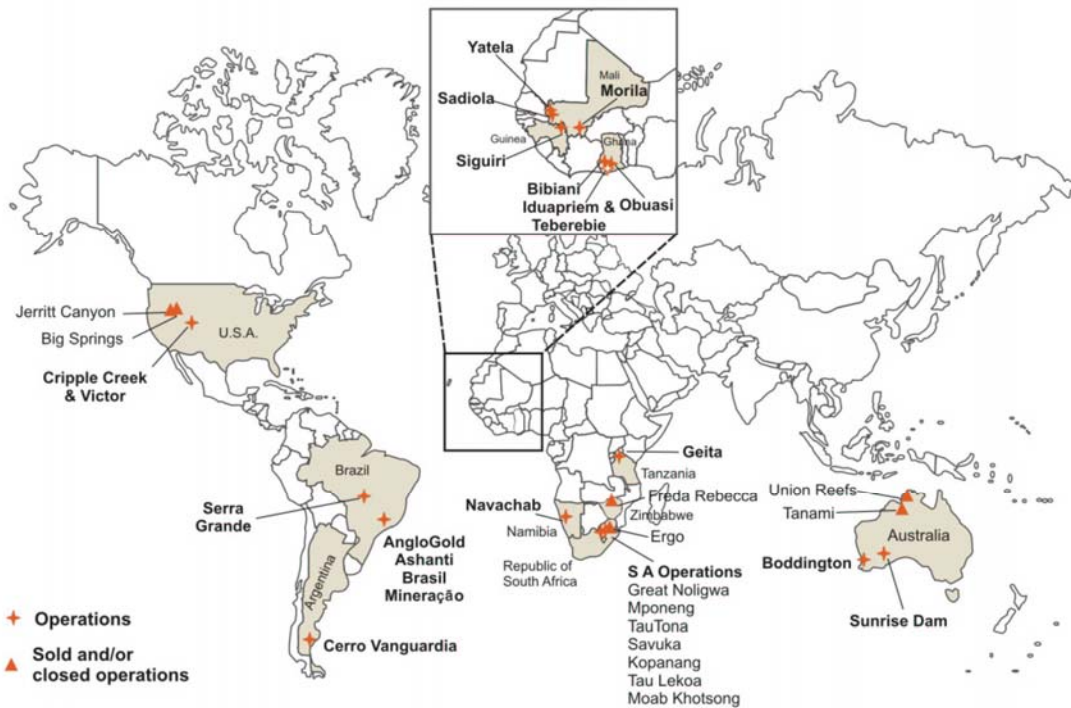 Yatela
Sadiola
Mali
Morila
Guinea
Siguiri
Ghana
Bibiani
Iduapriem &
Teberebie
Obuasi
Jerritt Canyon
Big Springs
U.S.A.
Cripple Creek
& Victor
Brazil
Serra
Grande
AngloGold
Ashanti
Brasil
Mineração
Argentina
Cerro Vanguardia
Geita
Tanzania
Navachab
Namibia
Freda Rebecca
Zimbabwe
Ergo
Republic of
South Africa
S A Operations
Great Noligwa
Mponeng
TauTona
Savuka
Kopanang
Tau Lekoa
Moab Khotsong
Union Reefs
Tanami
Australia
Boddington
Sunrise Dam
Operations
Sold and/or
closed operations